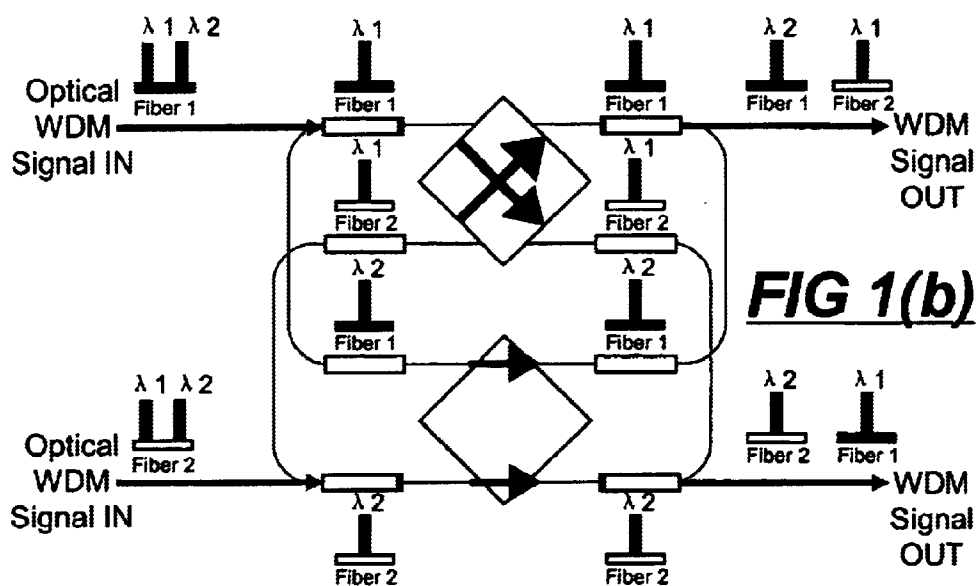 λ 1 λ 2
Fiber 1
Optical
WDM
Signal IN
λ 1
Fiber 1
λ 1
Fiber 1
λ 2
Fiber 1
λ 1
Fiber 2
WDM
Signal
OUT
λ 1
Fiber 2
λ 1
Fiber 2
λ 2
Fiber 1
λ 2
Fiber 1
FIG 1(b)
λ 1 λ 2
Fiber 2
Optical
WDM
Signal IN
λ 2
Fiber 2
λ 1
Fiber 1
WDM
Signal
OUT
λ 2
Fiber 2
λ 2
Fiber 2